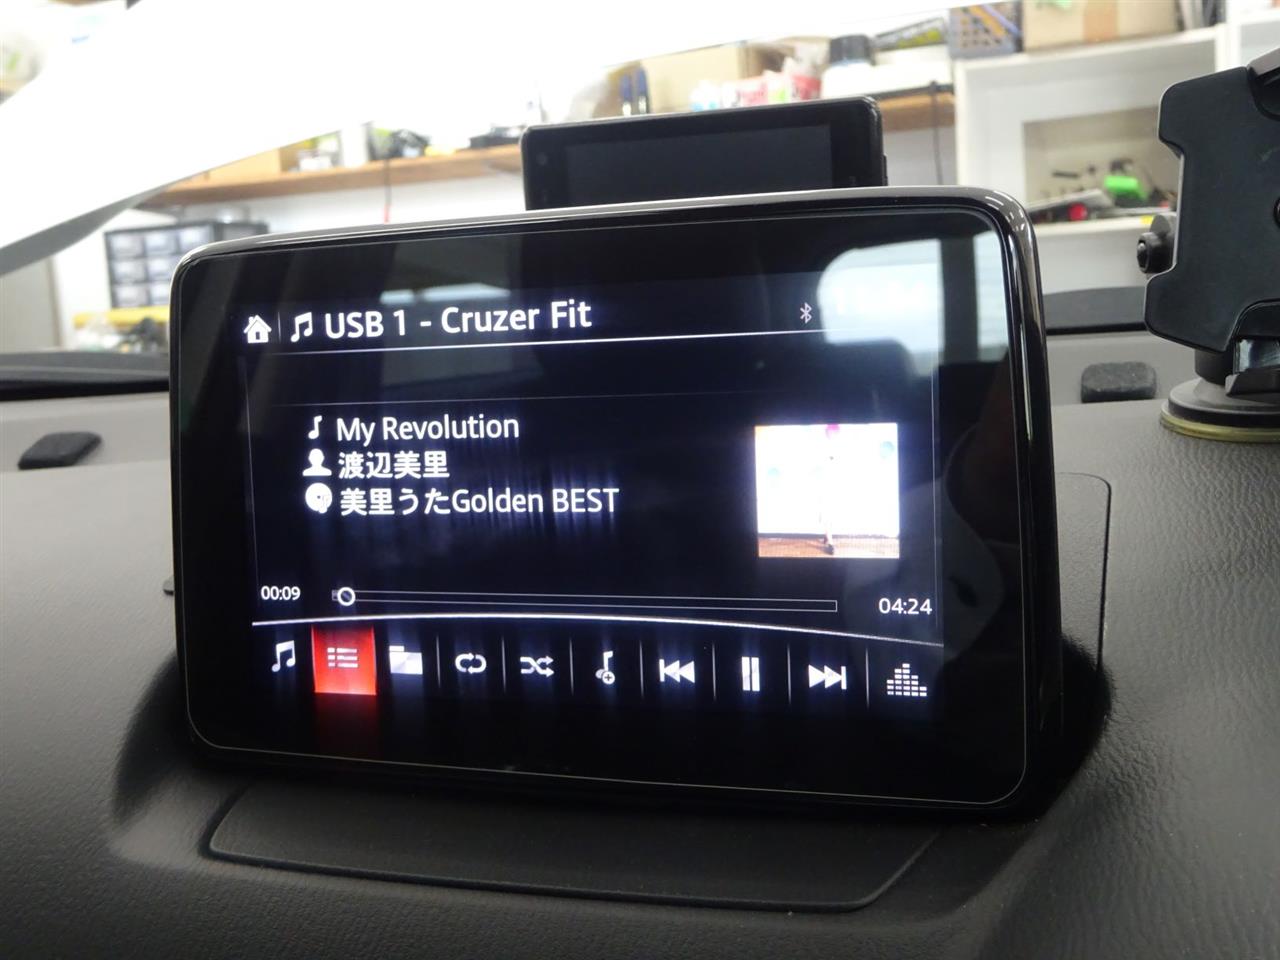 USB 1 - Cruzer Fit
My Revolution
渡辺美里
美里うたGolden BEST
00:09
04:24